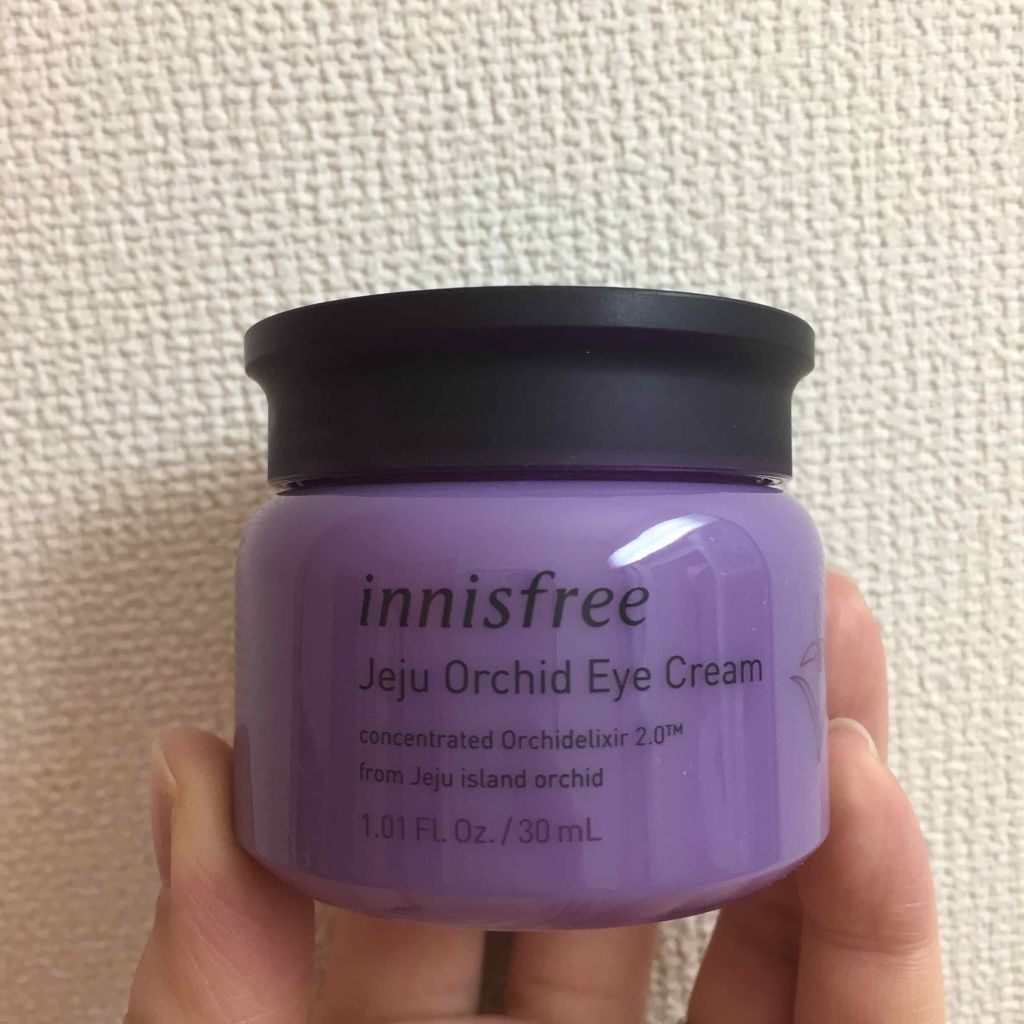 innisfree
Jeju Orchid Eye Cream
concentrated Orchidelixir 2.0™
from Jeju island orchid
1.01 Fl. Oz. / 30 mL